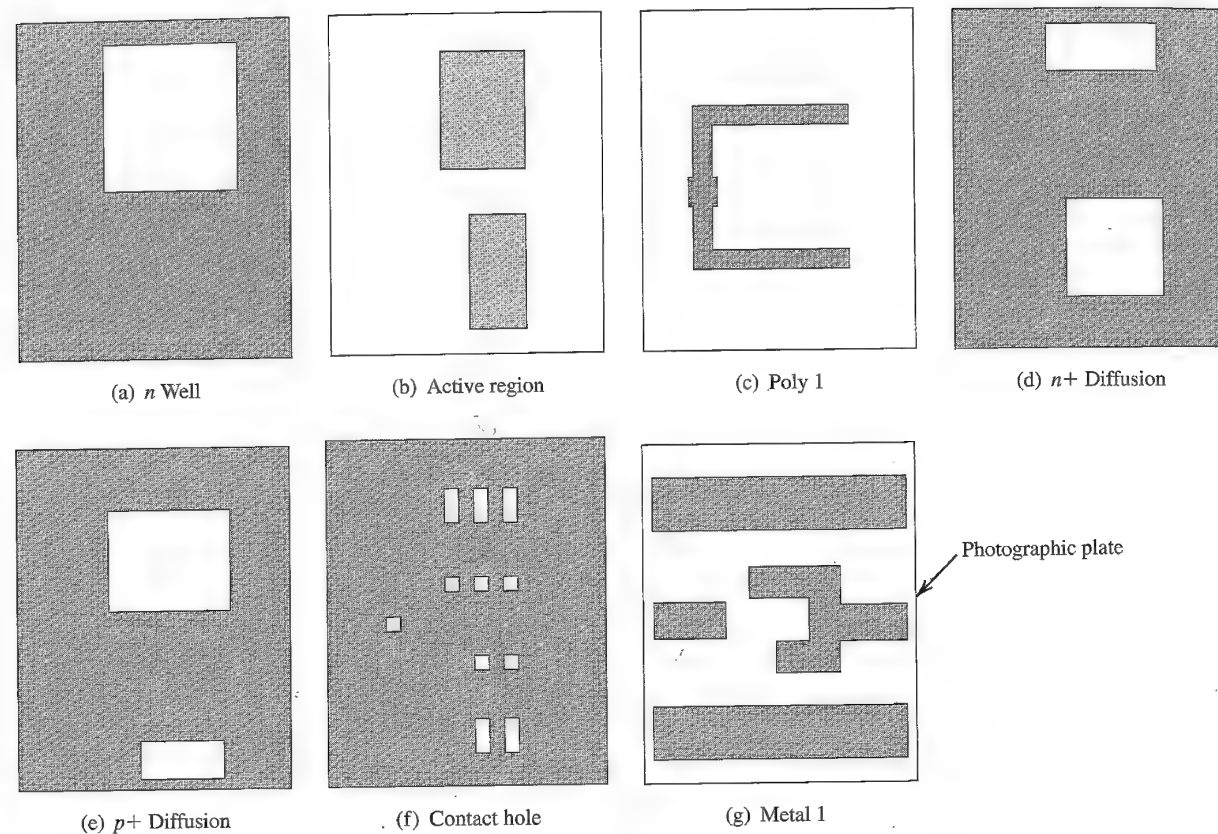 (a) n Well
(b) Active region
(c) Poly 1
(d) n+ Diffusion
Photographic plate
(e) p+ Diffusion
(f) Contact hole
(g) Metal 1